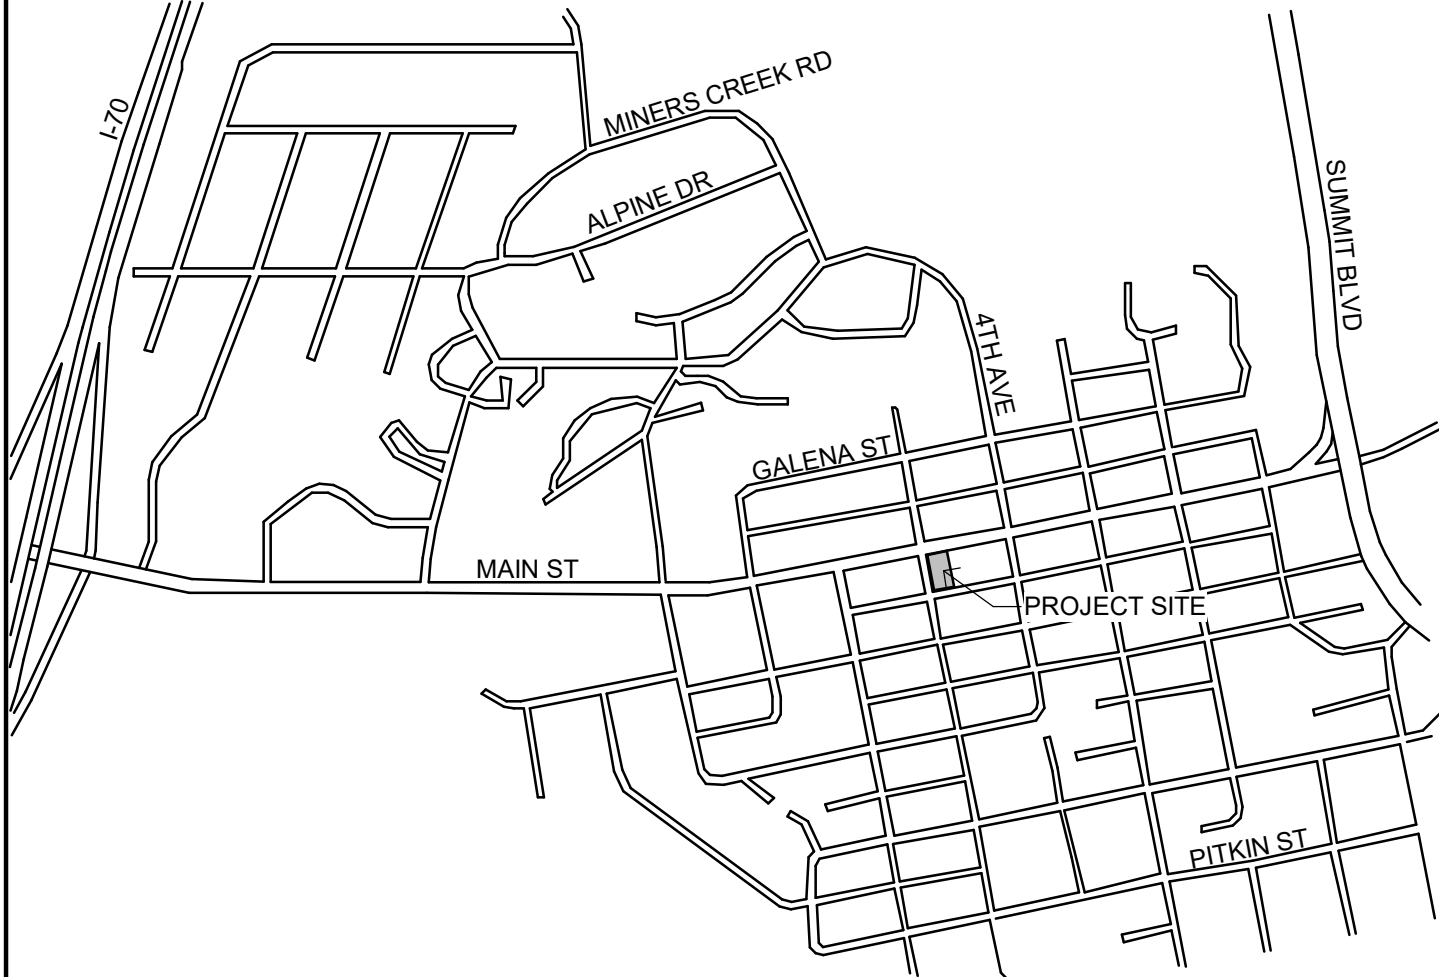 I-70
MINERS CREEK RD
ALPINE DR
SUMMIT BLVD
4TH AVE
GALENA ST
MAIN ST
PROJECT SITE
PITKIN ST